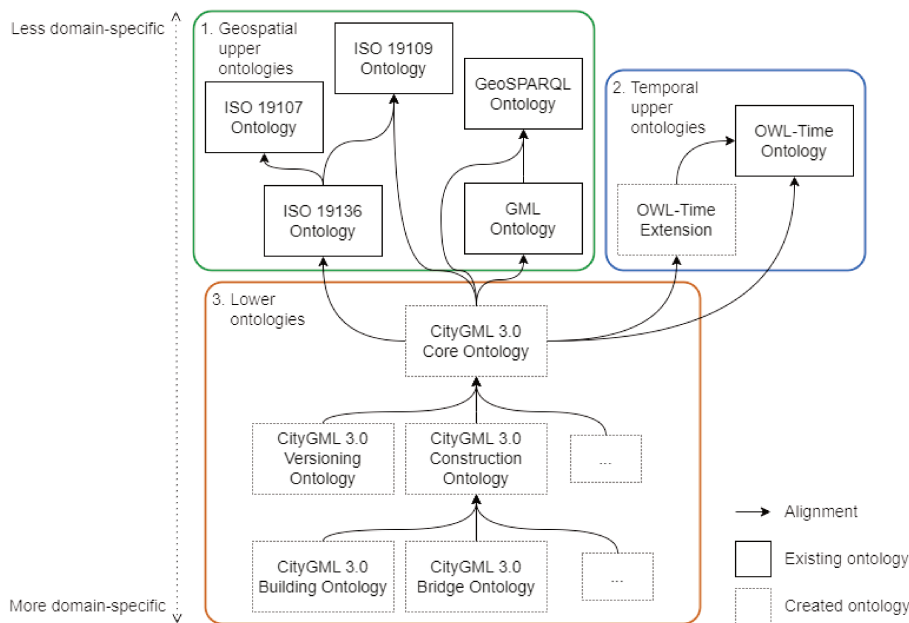 Less domain-specific
1. Geospatial
upper
ontologies
ISO 19109
Ontology
GeoSPARQL
Ontology
ISO 19107
Ontology
ISO 19136
Ontology
GML
Ontology
2. Temporal
upper
ontologies
OWL-Time
Ontology
OWL-Time
Extension
3. Lower
ontologies
CityGML 3.0
Core Ontology
CityGML 3.0
Versioning
Ontology
CityGML 3.0
Construction
Ontology
...
CityGML 3.0
Building Ontology
CityGML 3.0
Bridge Ontology
...
More domain-specific
Alignment
Existing ontology
Created ontology